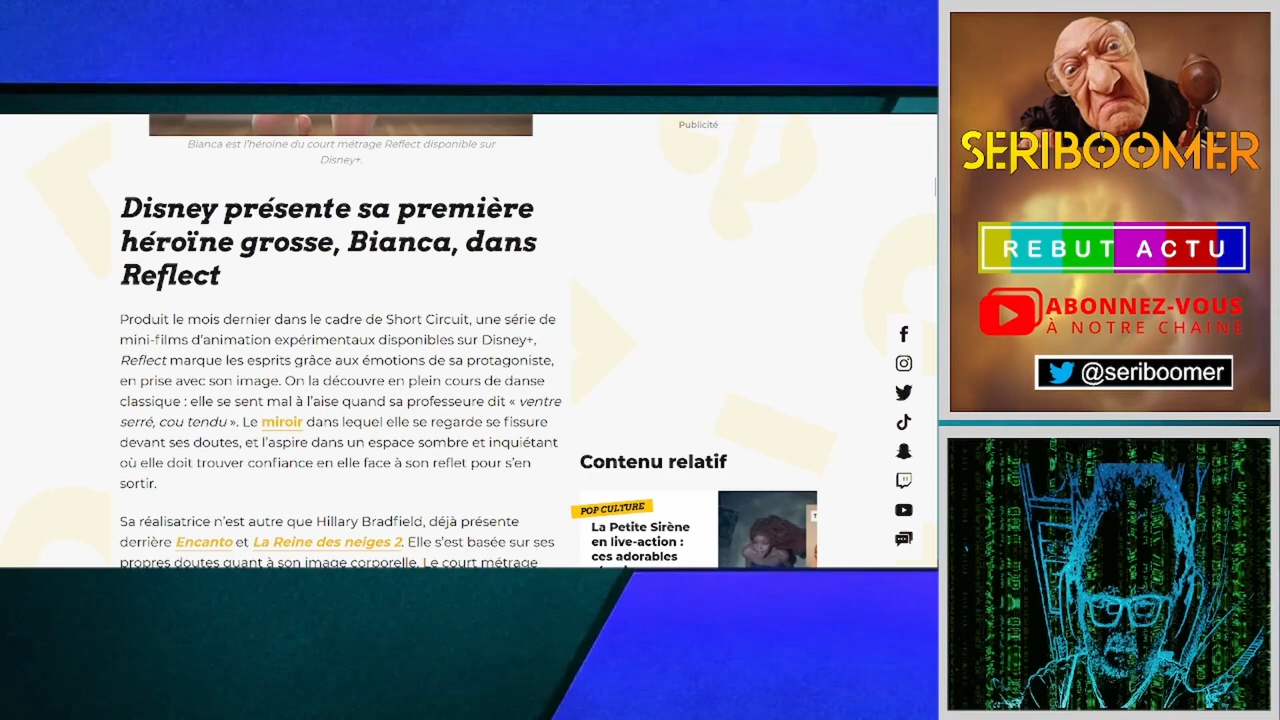 Publicité
Bianca est l'héroïne du court métrage Reflect disponible sur
Disney+.
Disney présente sa première
héroïne grosse, Bianca, dans
Reflect
Produit le mois dernier dans le cadre de Short Circuit, une série de
mini-films d'animation expérimentaux disponibles sur Disney+,
Reflect marque les esprits grâce aux émotions de sa protagoniste,
en prise avec son image. On la découvre en plein cours de danse
classique : elle se sent mal à l'aise quand sa professeure dit « ventre
serré, cou tendu ». Le miroir dans lequel elle se regarde se fissure
devant ses doutes, et l'aspire dans un espace sombre et inquiétant
où elle doit trouver confiance en elle face à son reflet pour s'en
sortir.
Sa réalisatrice n'est autre que Hillary Bradfield, déjà présente
derrière Encanto et La Reine des neiges 2. Elle s'est basée sur ses
propres doutes quant à son image corporelle. Le court métrage
Contenu relatif
POP CULTURE
La Petite Sirène
en live-action :
ces adorables
SERIBOOMER
REBUT ACTU
ABONNEZ-VOUS
À NOTRE CHAINE
@seriboomer